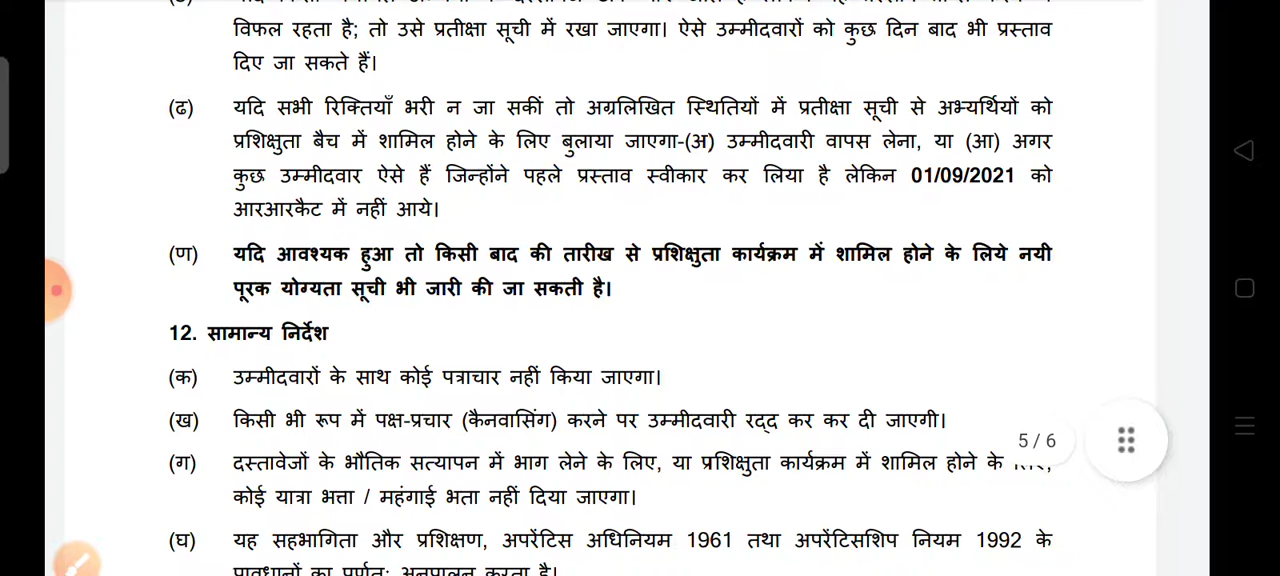 विफल रहता है; तो उसे प्रतीक्षा सूची में रखा जाएगा। ऐसे उम्मीदवारों को कुछ दिन बाद भी प्रस्ताव
दिए जा सकते हैं।
(ढ) यदि सभी रिक्तियाँ भरी न जा सकीं तो अग्रलिखित स्थितियों में प्रतीक्षा सूची से अभ्यर्थियों को
प्रशिक्षुता बैच में शामिल होने के लिए बुलाया जाएगा-(अ) उम्मीदवारी वापस लेना, या (आ) अगर
कुछ उम्मीदवार ऐसे हैं जिन्होंने पहले प्रस्ताव स्वीकार कर लिया है लेकिन 01/09/2021 को
आरआरकैट में नहीं आये।
(ण) यदि आवश्यक हुआ तो किसी बाद की तारीख से प्रशिक्षुता कार्यक्रम में शामिल होने के लिये नयी
पूरक योग्यता सूची भी जारी की जा सकती है।
12. सामान्य निर्देश
(क) उम्मीदवारों के साथ कोई पत्राचार नहीं किया जाएगा।
(ख) किसी भी रूप में पक्ष-प्रचार (कैनवासिंग) करने पर उम्मीदवारी रद्द कर कर दी जाएगी।
5 / 6
(ग) दस्तावेजों के भौतिक सत्यापन में भाग लेने के लिए, या प्रशिक्षुता कार्यक्रम में शामिल होने के
कोई यात्रा भत्ता / महंगाई भता नहीं दिया जाएगा।
(घ) यह सहभागिता और प्रशिक्षण, अपरेंटिस अधिनियम 1961 तथा अपरेंटिसशिप नियम 1992 के